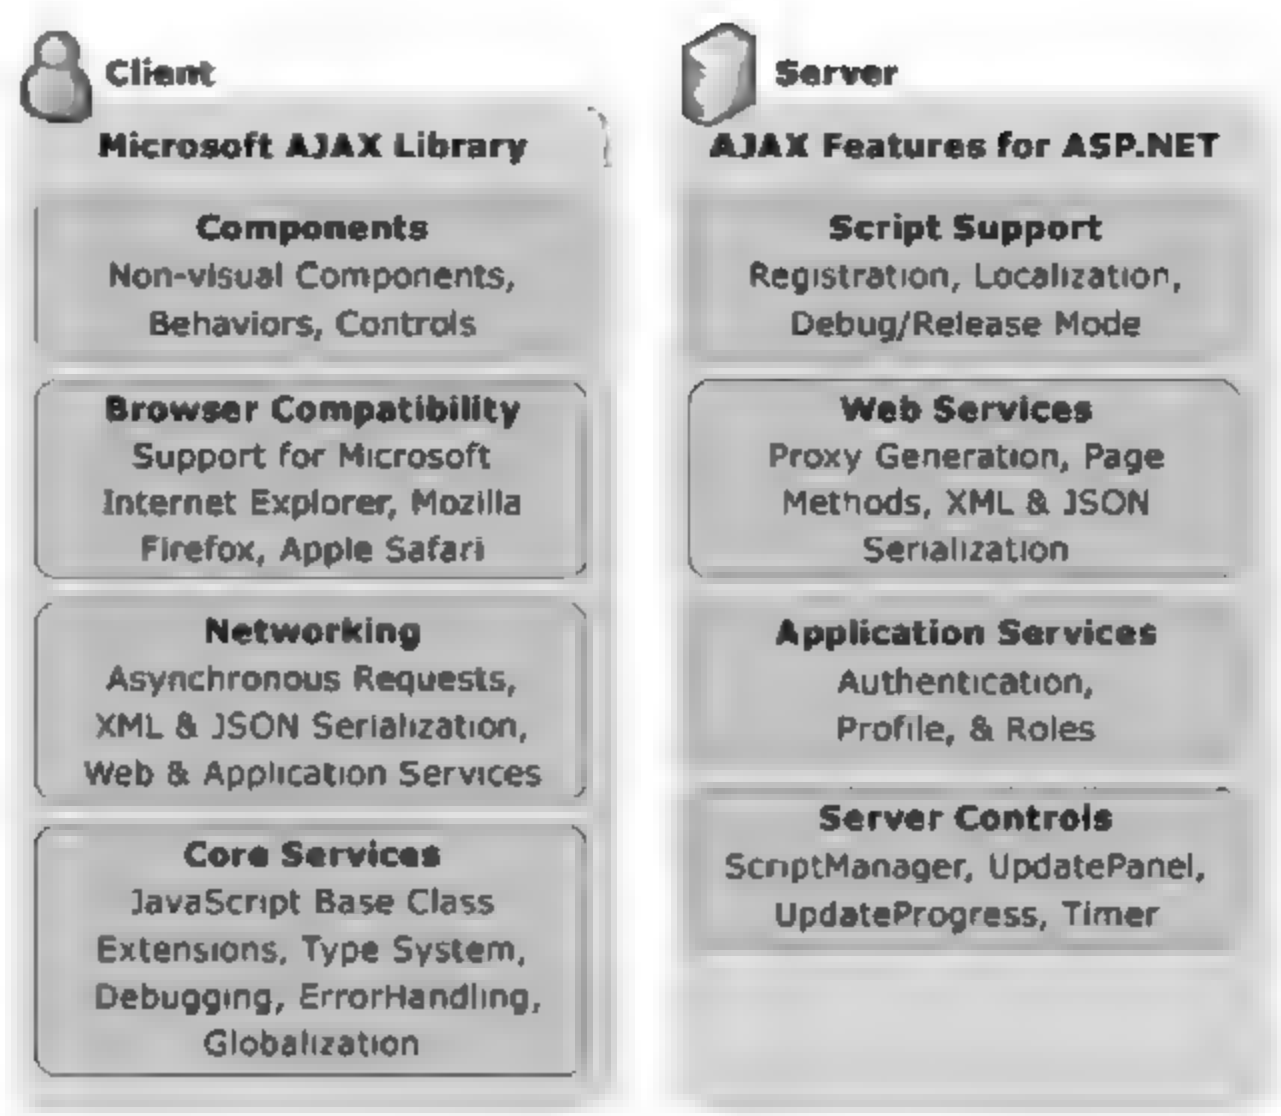 Client
Microsoft AJAX Library
Components
Non-visual Components,
Behaviors, Controls
Browser Compatibility
Support for Microsoft
Internet Explorer, Mozilla
Firefox, Apple Safari
Networking
Asynchronous Requests,
XML & JSON Serialization,
Web & Application Services
Core Services
JavaScript Base Class
Extensions, Type System,
Debugging, ErrorHandling,
Globalization
Server
AJAX Features for ASP.NET
Script Support
Registration, Localization,
Debug/Release Mode
Web Services
Proxy Generation, Page
Methods, XML & JSON
Serialization
Application Services
Authentication,
Profile, & Roles
Server Controls
ScriptManager, UpdatePanel,
UpdateProgress, Timer